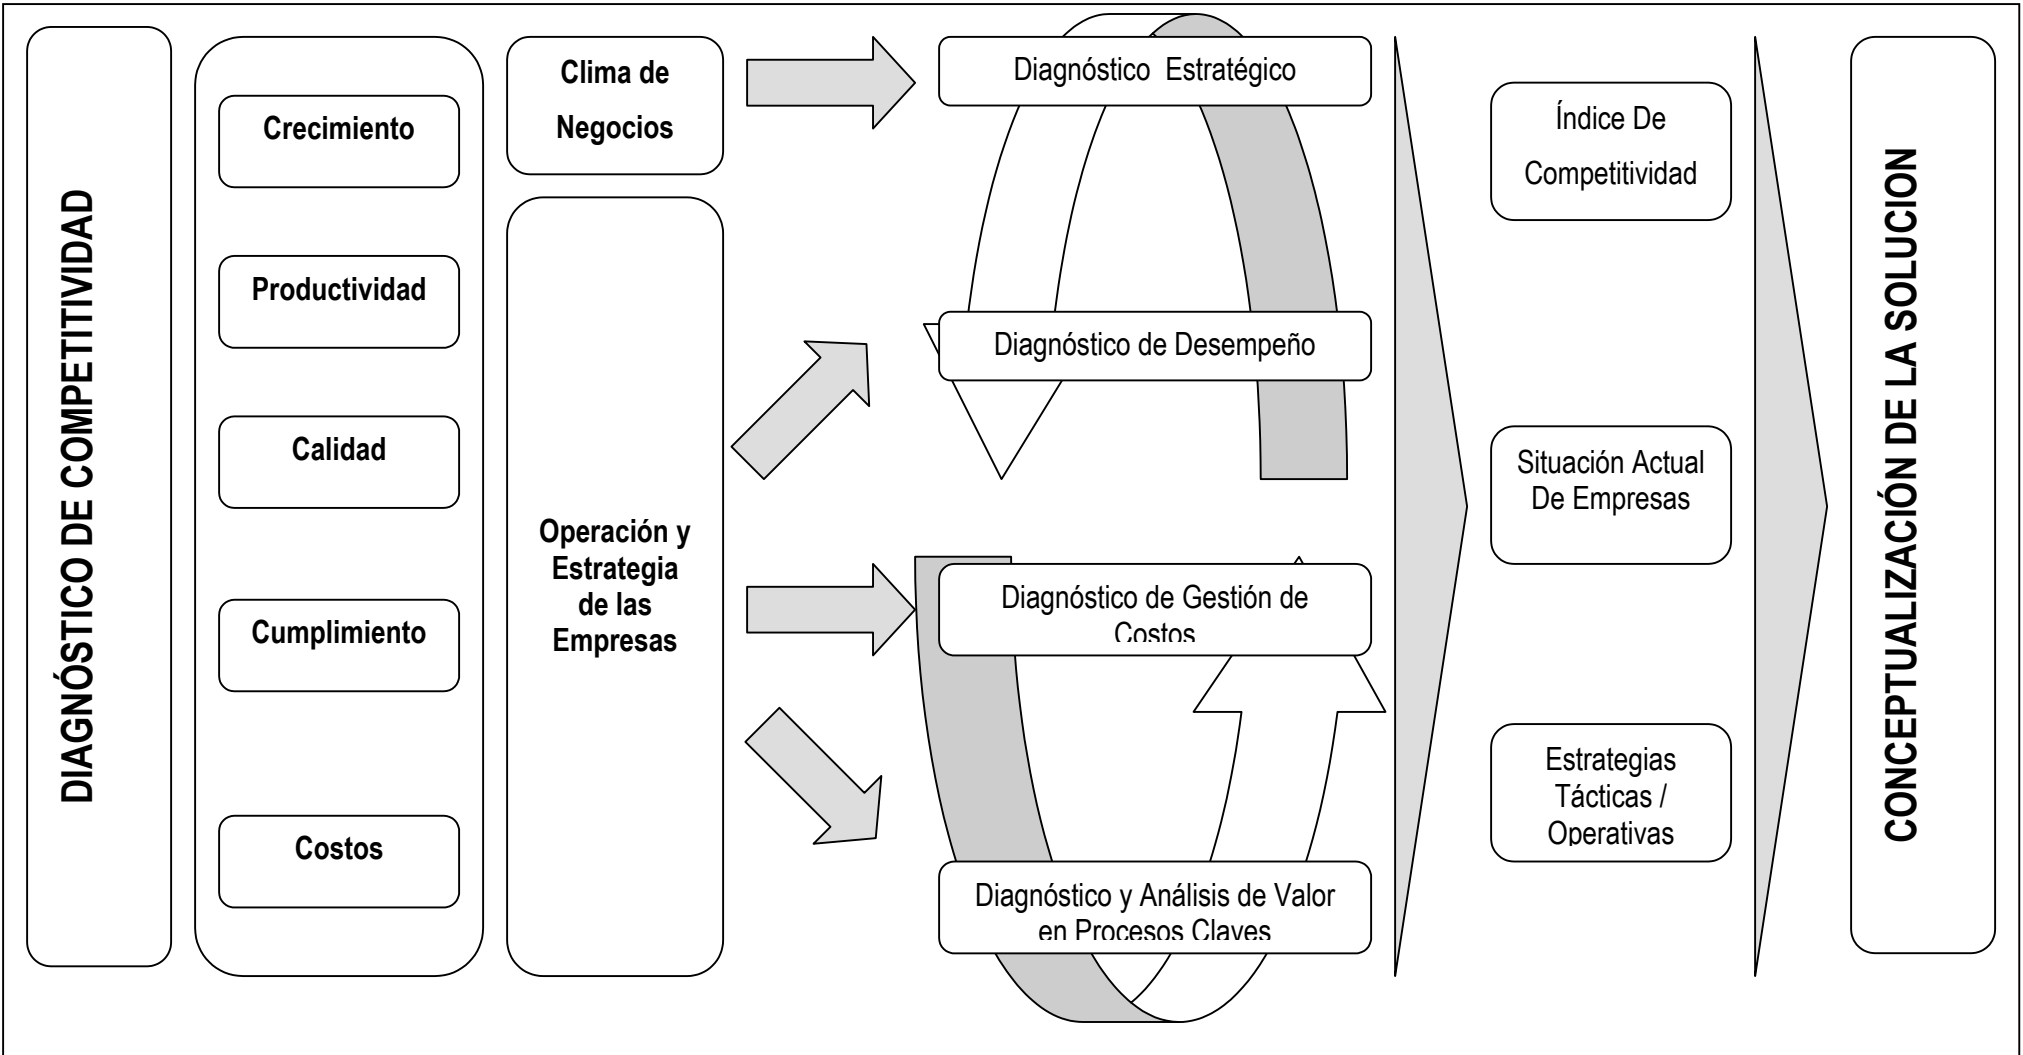 DIAGNÓSTICO DE COMPETITIVIDAD
Crecimiento
Productividad
Calidad
Cumplimiento
Costos
Clima de
Negocios
Operación y
Estrategia
de las
Empresas
Diagnóstico Estratégico
Diagnóstico de Desempeño
Diagnóstico de Gestión de
Costos
Diagnóstico y Análisis de Valor
en Procesos Claves
Índice De
Competitividad
Situación Actual
De Empresas
Estrategias
Tácticas /
Operativas
CONCEPTUALIZACIÓN DE LA SOLUCION